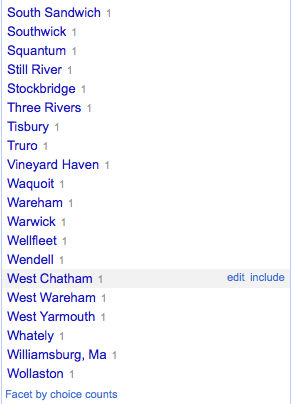 South Sandwich 1
Southwick 1
Squantum 1
Still River 1
Stockbridge 1
Three Rivers 1
Tisbury 1
Truro 1
Vineyard Haven 1
Waquoit 1
Wareham 1
Warwick 1
Wellfleet 1
Wendell 1
West Chatham 1 edit include
West Wareham 1
West Yarmouth 1
Whately 1
Williamsburg, Ma 1
Wollaston 1
Facet by choice counts